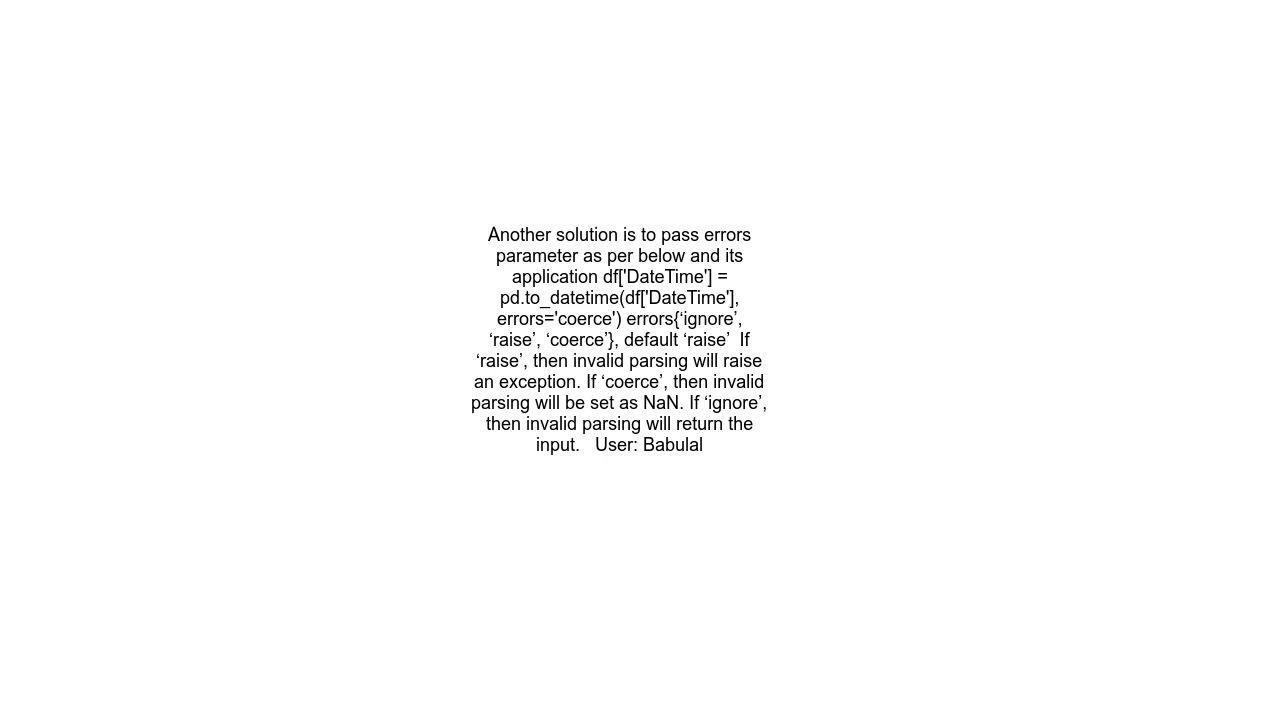 Another solution is to pass errors
parameter as per below and its
application df['DateTime'] =
pd.to_datetime(df['DateTime'],
errors='coerce') errors{‘ignore’,
‘raise’, ‘coerce’}, default ‘raise’  If
‘raise’, then invalid parsing will raise
an exception. If ‘coerce’, then invalid
parsing will be set as NaN. If ‘ignore’,
then invalid parsing will return the
input.   User: Babulal